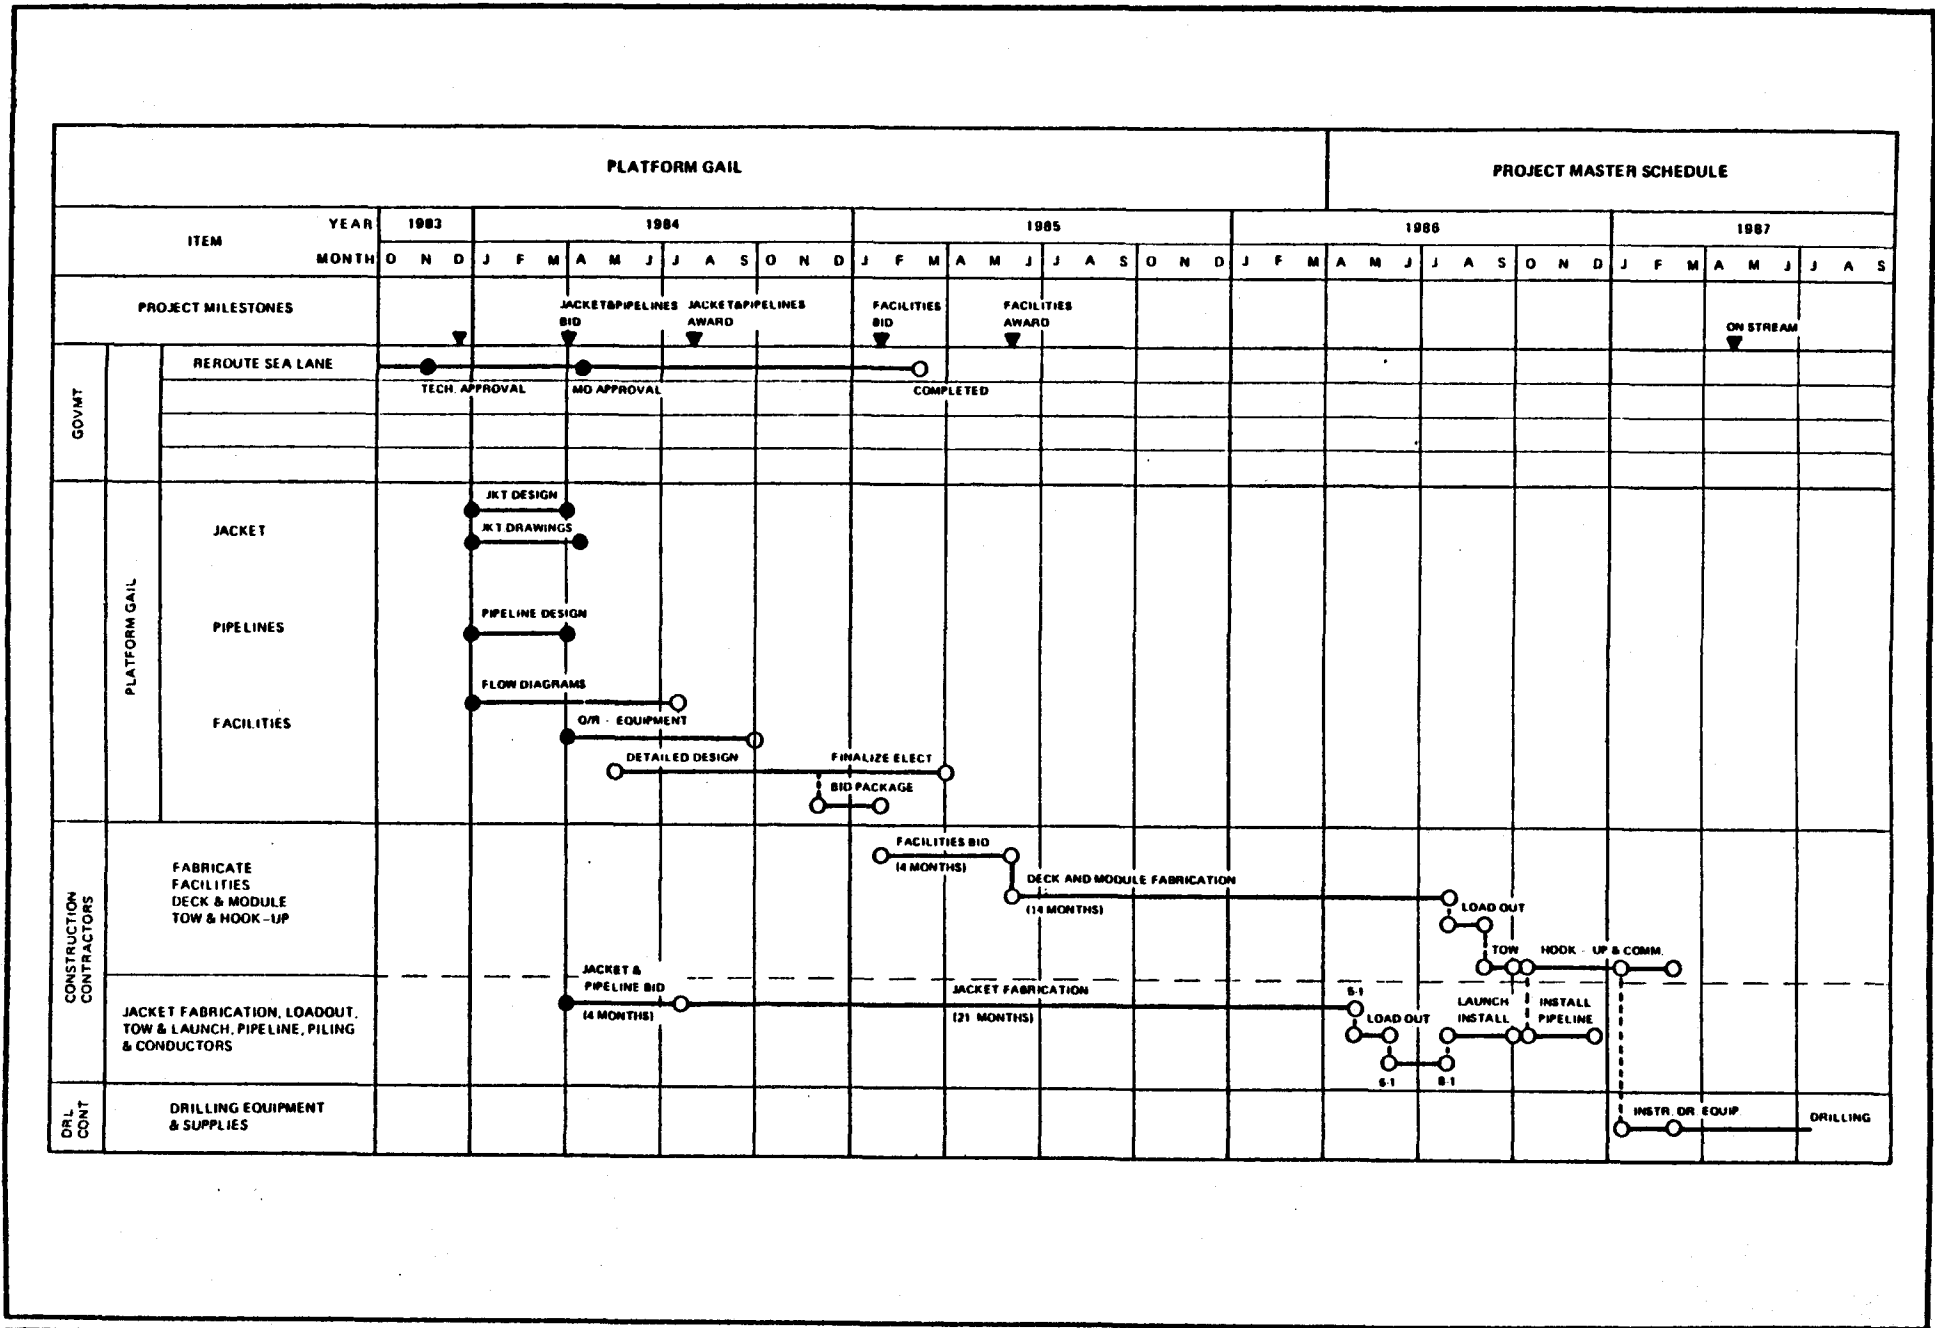 PLATFORM GAIL
PROJECT MASTER SCHEDULE
YEAR 1983 1984 1985 1986 1987
ITEM
MONTH O N D J F M A M J J A S O N D J F M A M J J A S O N D J F M A M J J A S O N D J F M A M J J A S
PROJECT MILESTONES
JACKET&PIPELINES JACKET&PIPELINES FACILITIES FACILITIES
BID AWARD BID AWARD
ON STREAM
GOVMT
REROUTE SEA LANE
TECH. APPROVAL MO APPROVAL COMPLETED
PLATFORM GAIL
JKT DESIGN
JACKET
JKT DRAWINGS
PIPELINE DESIGN
PIPELINES
FLOW DIAGRAMS
FACILITIES
O/R - EQUIPMENT
DETAILED DESIGN FINALIZE ELECT
BID PACKAGE
CONSTRUCTION
CONTRACTORS
FABRICATE
FACILITIES
DECK & MODULE
TOW & HOOK-UP
FACILITIES BID
(4 MONTHS)
DECK AND MODULE FABRICATION
(14 MONTHS)
LOAD OUT
TOW HOOK - UP & COMM.
JACKET &
PIPELINE BID
(4 MONTHS)
JACKET FABRICATION
(21 MONTHS)
JACKET FABRICATION, LOADOUT,
TOW & LAUNCH, PIPELINE, PILING
& CONDUCTORS
LOAD OUT
LAUNCH
INSTALL
INSTALL
PIPELINE
6-1 8-1
DRL
CONT
DRILLING EQUIPMENT
& SUPPLIES
INSTR. DR. EQUIP.
DRILLING